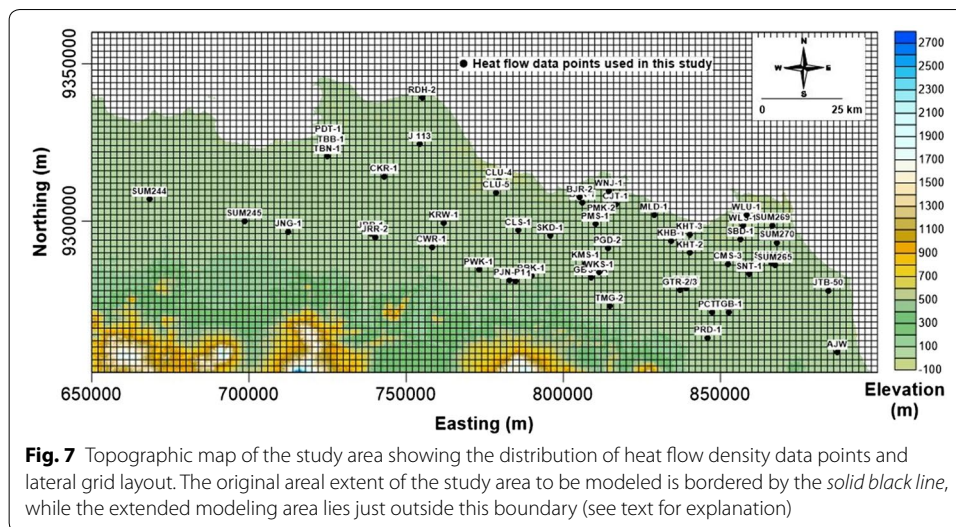 Heat flow data points used in this study
N
W E
S
0 25 km
RDH-2
PDT-1
TBB-1
TBN-1
J-113
CKR-1
SUM244
SUM245
JNG-1
JRR-2
KRW-1
CWR-1
CLU-4
CLU-5
CLS-1
SKD-1
PWK-1
PJN-P11
BJR-2
WNJ-1
CJT-1
PMK-2
PMS-1
PGD-2
KMS-1
WKS-1
TMG-2
MLD-1
KHB-1
KHT-3
KHT-2
GTR-2/3
WLU-1
SUM269
SBD-1
SUM270
CMS-3
SUM265
SNT-1
JTB-50
PCTTGB-1
PRD-1
AJW
9350000
9300000
Northing (m)
650000 700000 750000 800000 850000
Easting (m)
2700
2500
2300
2100
1900
1700
1500
1300
1100
900
700
500
300
100
-100
Elevation
(m)
Fig. 7 Topographic map of the study area showing the distribution of heat flow density data points and
lateral grid layout. The original areal extent of the study area to be modeled is bordered by the solid black line,
while the extended modeling area lies just outside this boundary (see text for explanation)